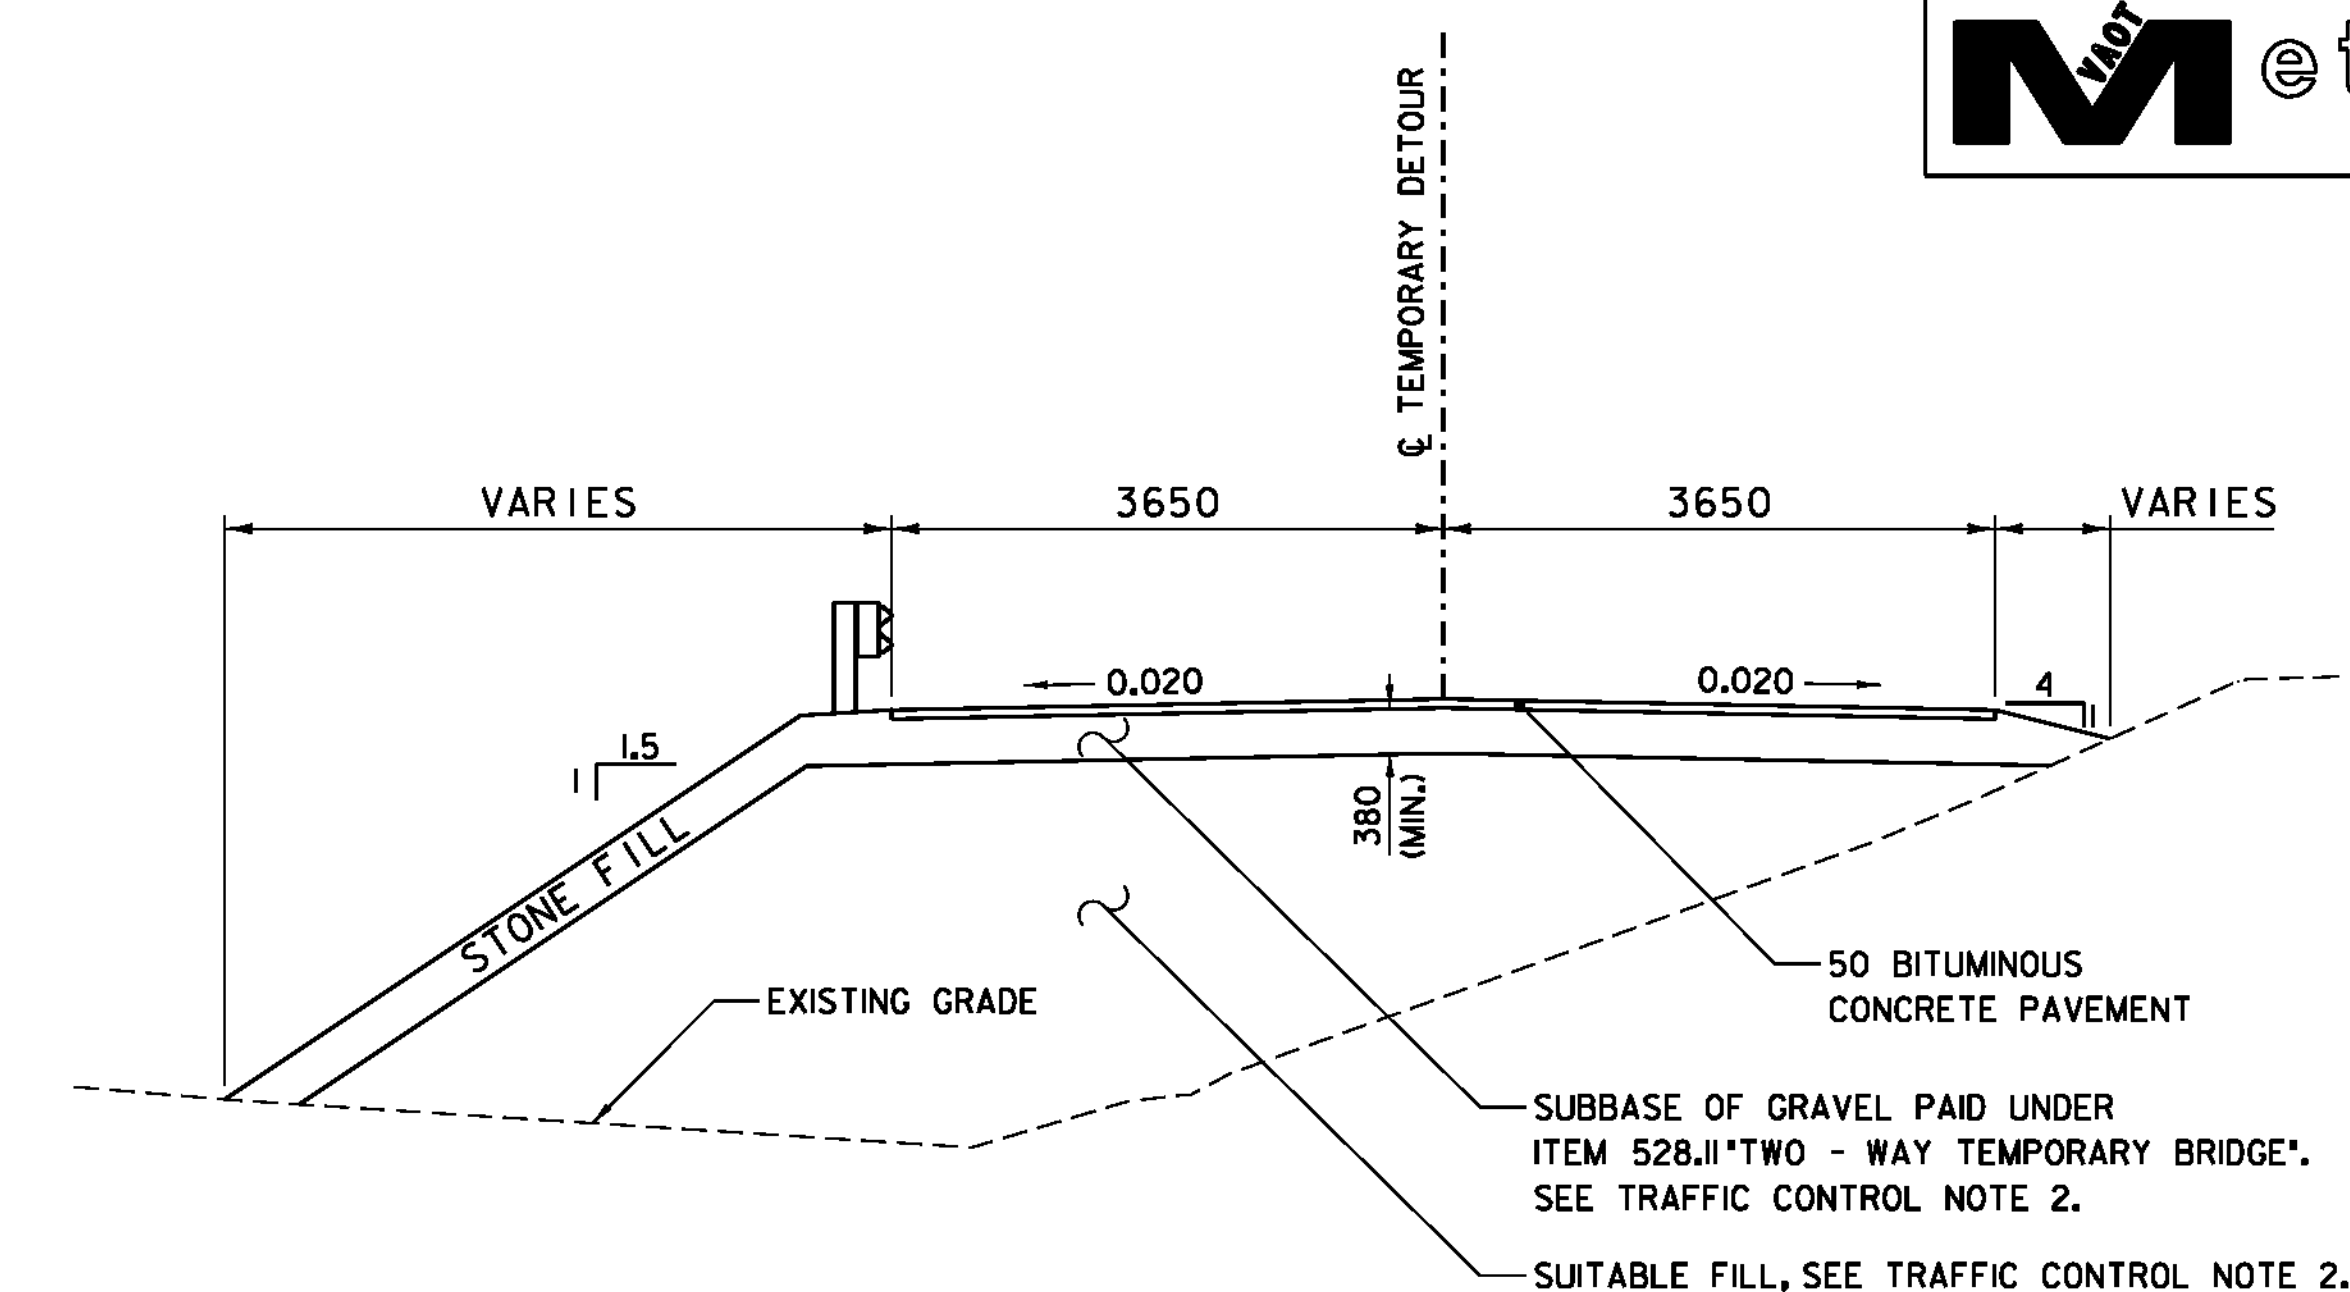 VAOT
M e t
℄ TEMPORARY DETOUR
VARIES 3650 3650 VARIES
0.020 0.020 4
1
1.5
1
380
(MIN.)
STONE FILL
EXISTING GRADE
50 BITUMINOUS
CONCRETE PAVEMENT
SUBBASE OF GRAVEL PAID UNDER
ITEM 528.11 "TWO - WAY TEMPORARY BRIDGE".
SEE TRAFFIC CONTROL NOTE 2.
SUITABLE FILL, SEE TRAFFIC CONTROL NOTE 2.